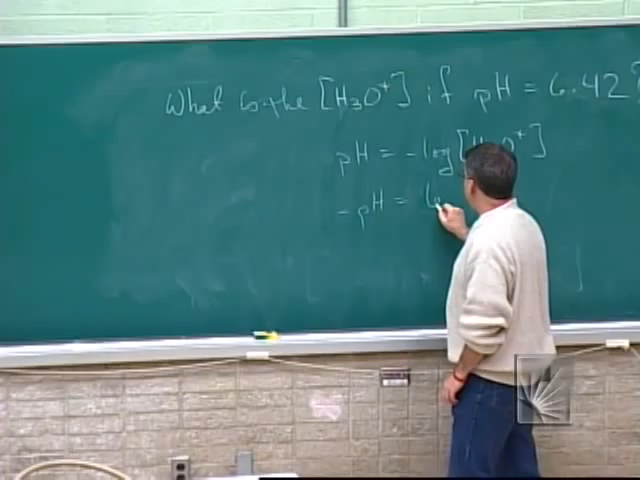 What is the [H₃O⁺] if pH = 6.42?
pH = -log[H₃O⁺]
-pH = lo